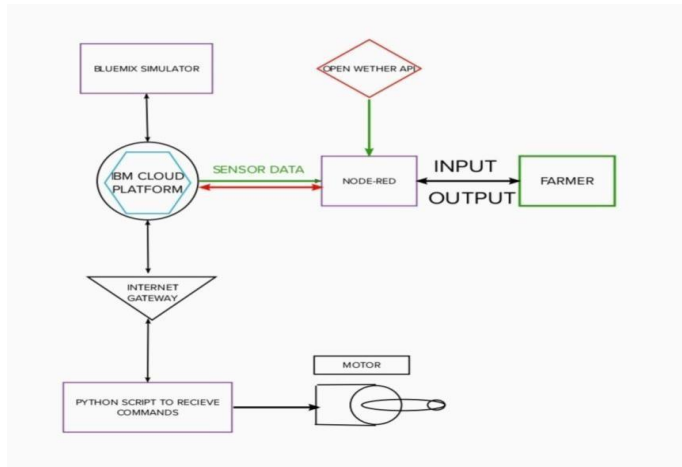 BLUEMIX SIMULATOR
OPEN WETHER API
IBM CLOUD
PLATFORM
SENSOR DATA
NODE-RED
INPUT
OUTPUT
FARMER
INTERNET
GATEWAY
MOTOR
PYTHON SCRIPT TO RECIEVE
COMMANDS